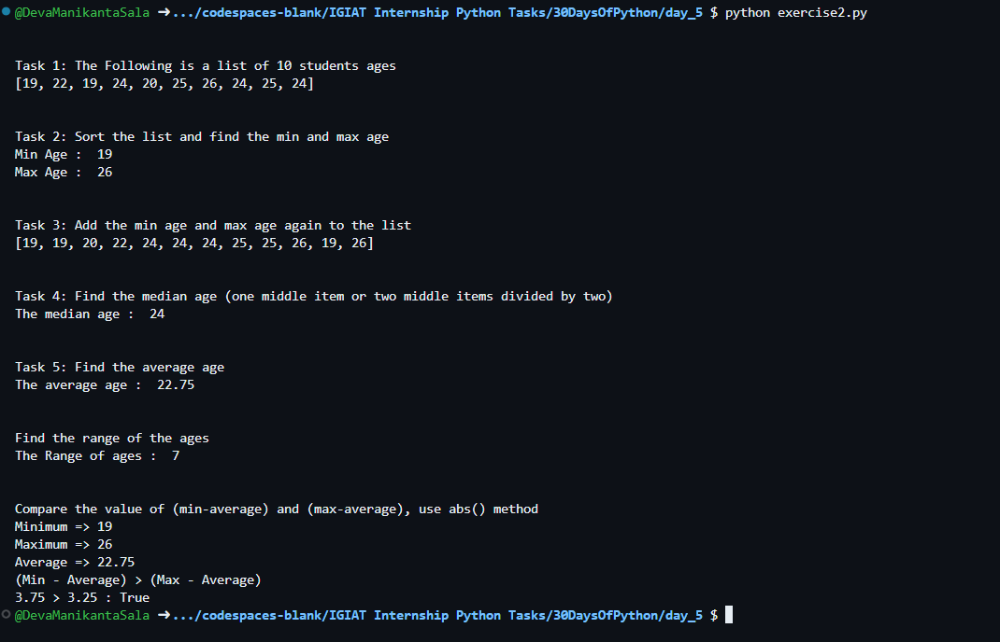 @DevaManikantaSala ➜.../codespaces-blank/IGIAT Internship Python Tasks/30DaysOfPython/day_5 $ python exercise2.py
Task 1: The Following is a list of 10 students ages
[19, 22, 19, 24, 20, 25, 26, 24, 25, 24]
Task 2: Sort the list and find the min and max age
Min Age :  19
Max Age :  26
Task 3: Add the min age and max age again to the list
[19, 19, 20, 22, 24, 24, 24, 25, 25, 26, 19, 26]
Task 4: Find the median age (one middle item or two middle items divided by two)
The median age :  24
Task 5: Find the average age
The average age :  22.75
Find the range of the ages
The Range of ages :  7
Compare the value of (min-average) and (max-average), use abs() method
Minimum => 19
Maximum => 26
Average => 22.75
(Min - Average) > (Max - Average)
3.75 > 3.25 : True
@DevaManikantaSala ➜.../codespaces-blank/IGIAT Internship Python Tasks/30DaysOfPython/day_5 $